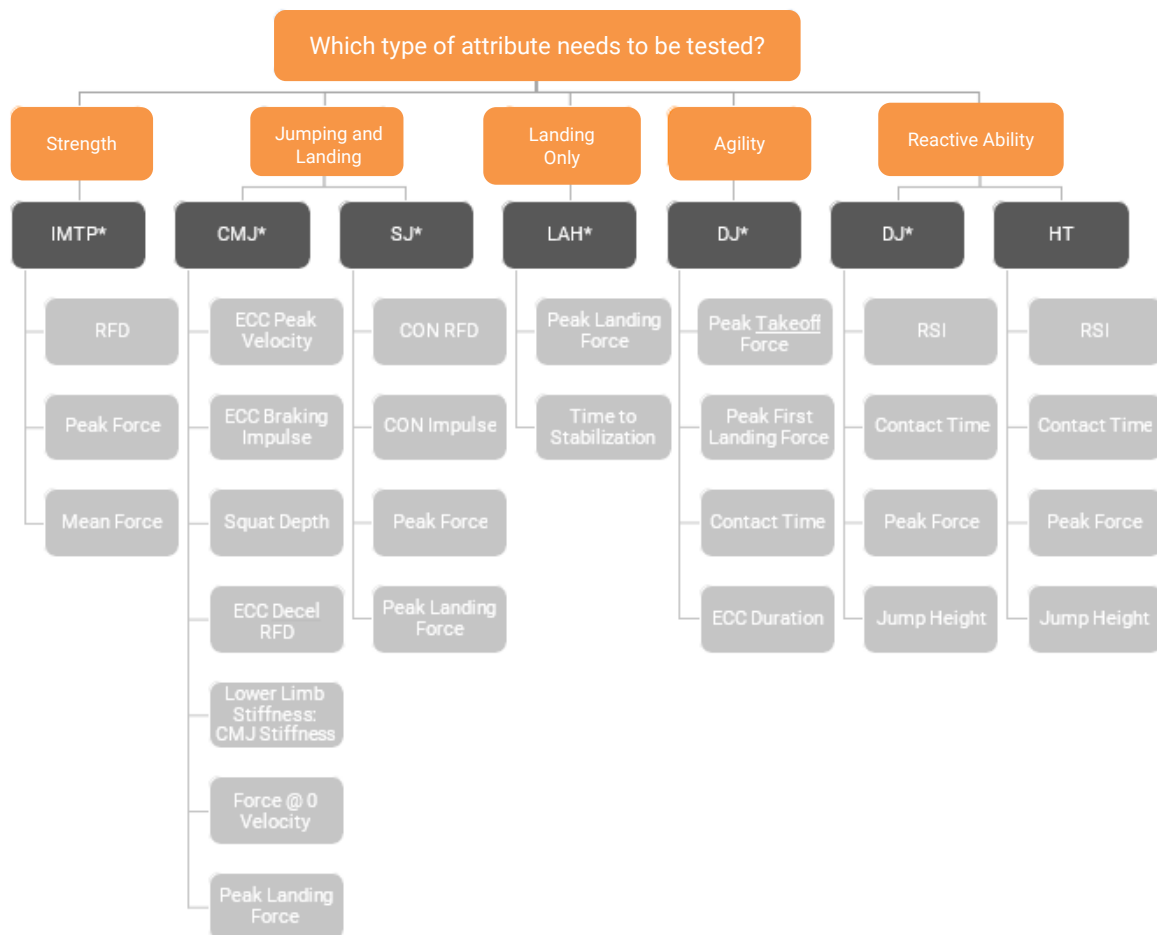 Which type of attribute needs to be tested?
Strength
Jumping and
Landing
Landing
Only
Agility
Reactive Ability
IMTP*
CMJ*
SJ*
LAH*
DJ*
DJ*
HT
RFD
Peak Force
Mean Force
ECC Peak
Velocity
ECC Braking
Impulse
Squat Depth
ECC Decel
RFD
Lower Limb
Stiffness:
CMJ Stiffness
Force @ 0
Velocity
Peak Landing
Force
CON RFD
CON Impulse
Peak Force
Peak Landing
Force
Peak Landing
Force
Time to
Stabilization
Peak Takeoff
Force
Peak First
Landing Force
Contact Time
ECC Duration
RSI
Contact Time
Peak Force
Jump Height
RSI
Contact Time
Peak Force
Jump Height